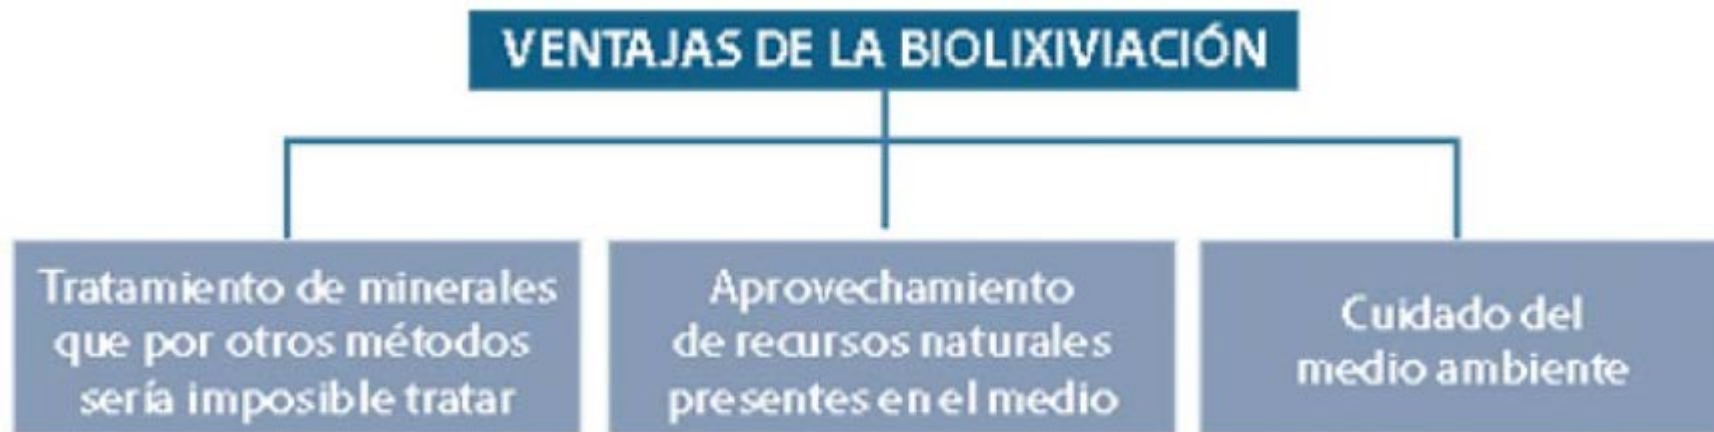 VENTAJAS DE LA BIOLIXIVIACIÓN
Tratamiento de minerales
que por otros métodos
sería imposible tratar
Aprovechamiento
de recursos naturales
presentes en el medio
Cuidado del
medio ambiente